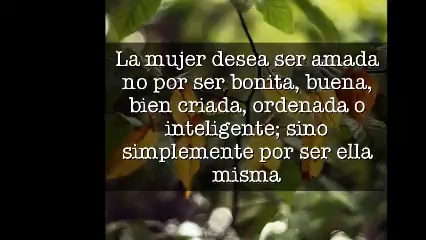 La mujer desea ser amada
no por ser bonita, buena,
bien criada, ordenada o
inteligente; sino
simplemente por ser ella
misma